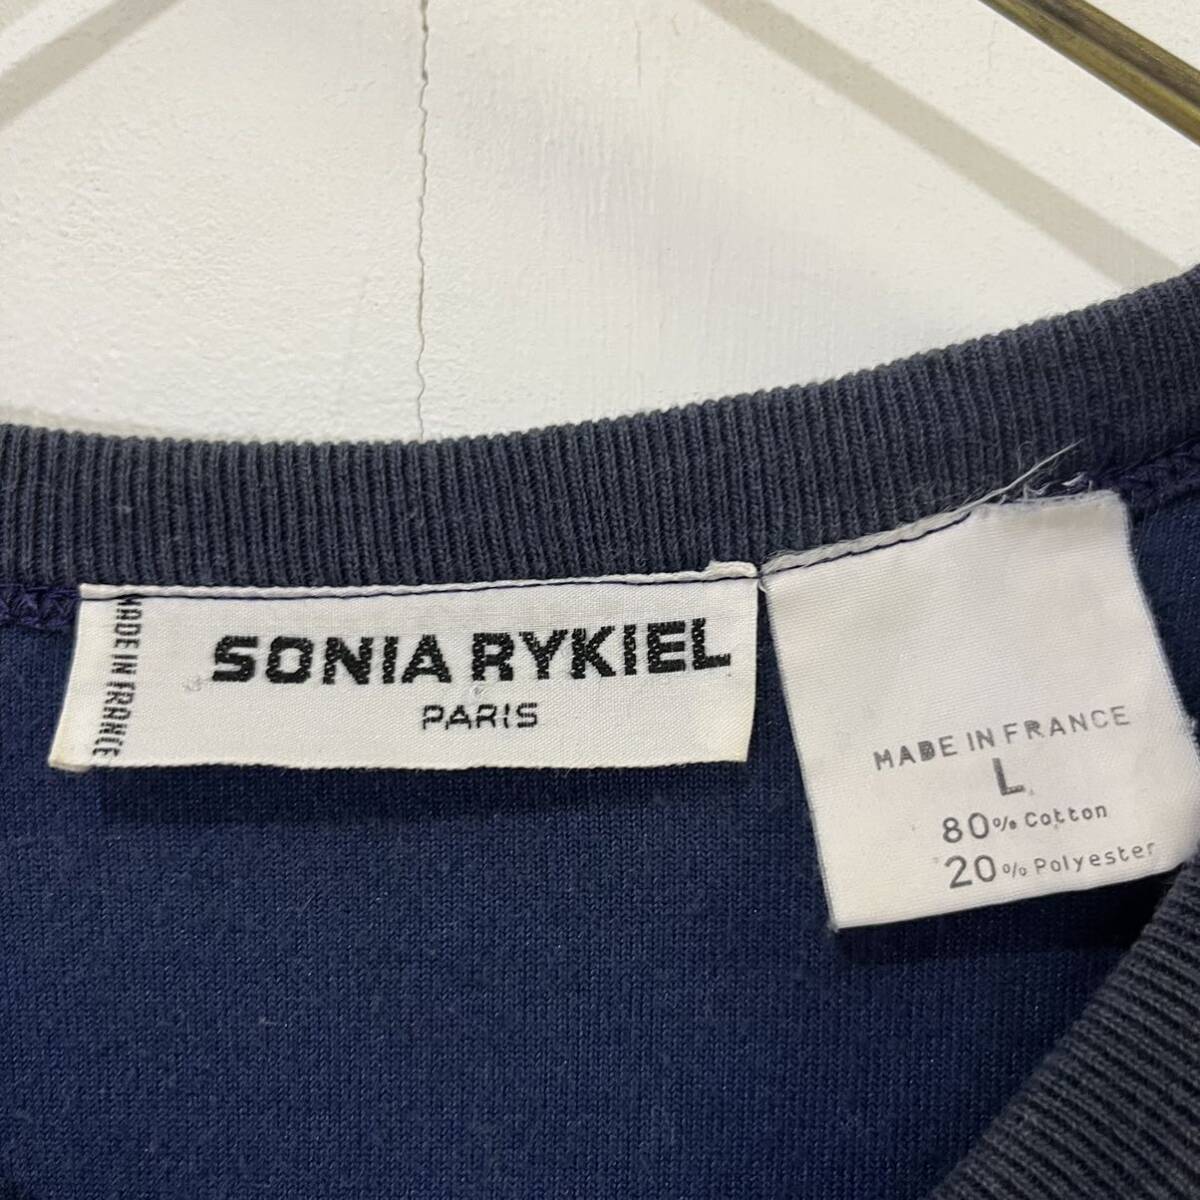 MADE IN FRANCE
SONIA RYKIEL
PARIS
MADE IN FRANCE
L
80% Cotton
20% Polyester